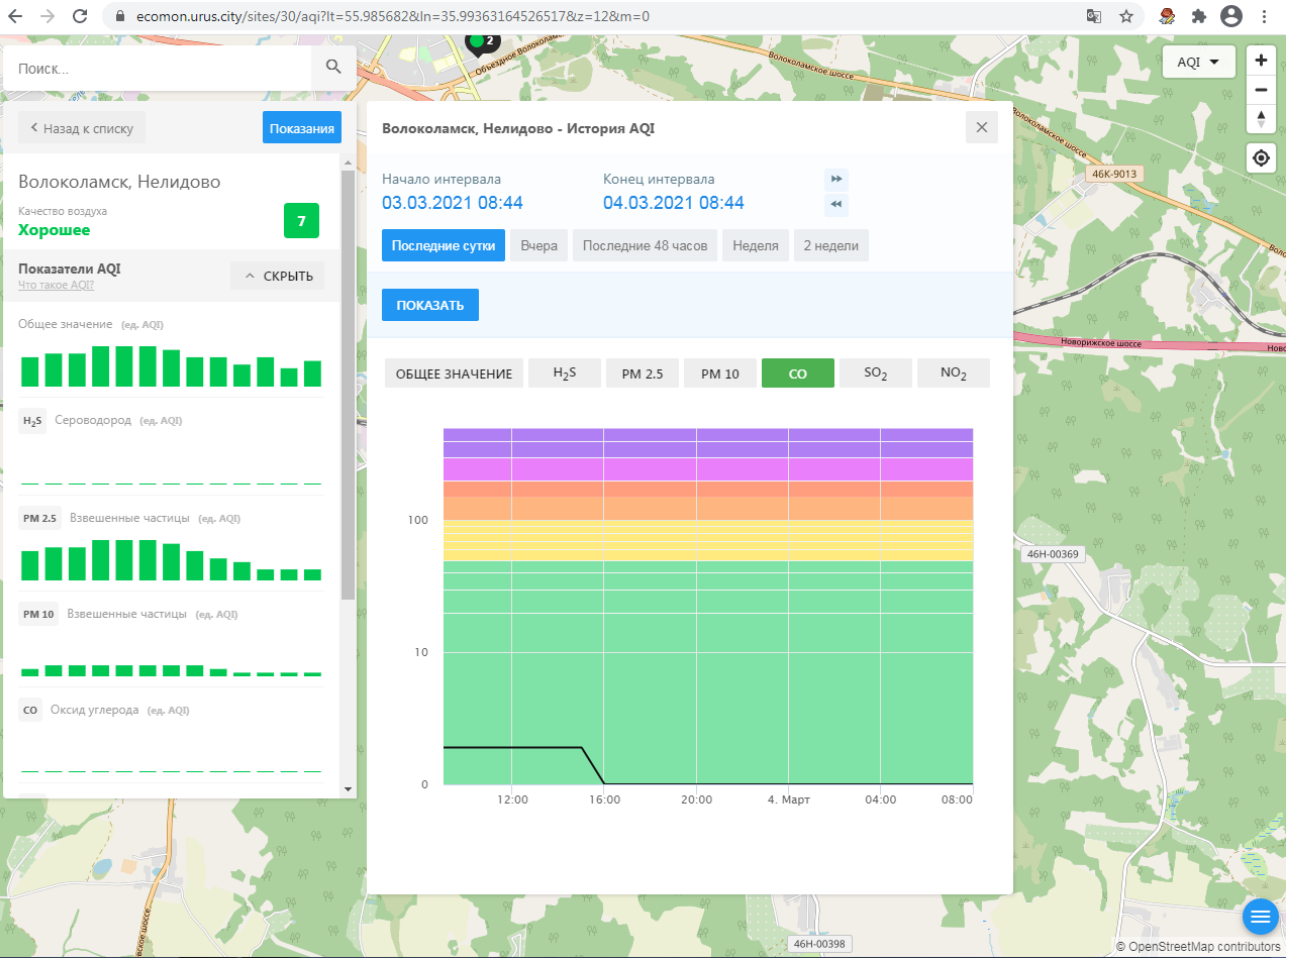 ecomon.urus.city/sites/30/aqi?lt=55.985682&ln=35.99363164526517&z=12&m=0
2
Объездное Волоколамск
Волоколамское шоссе
Поиск...
AQI
Назад к списку
Показания
Волоколамск, Нелидово - История AQI
Волоколамское шоссе
46К-9013
Волоколамск, Нелидово
Качество воздуха
Хорошее
7
Начало интервала
Конец интервала
03.03.2021 08:44
04.03.2021 08:44
Последние сутки
Вчера
Последние 48 часов
Неделя
2 недели
Показатели AQI
Что такое AQI?
СКРЫТЬ
ПОКАЗАТЬ
Новорижское шоссе
Ново
Общее значение (ед. AQI)
ОБЩЕЕ ЗНАЧЕНИЕ
H₂S
PM 2.5
PM 10
CO
SO₂
NO₂
H₂S Сероводород (ед. AQI)
PM 2.5 Взвешенные частицы (ед. AQI)
PM 10 Взвешенные частицы (ед. AQI)
CO Оксид углерода (ед. AQI)
100
10
0
12:00
16:00
20:00
4. Март
04:00
08:00
46Н-00369
46Н-00398
© OpenStreetMap contributors